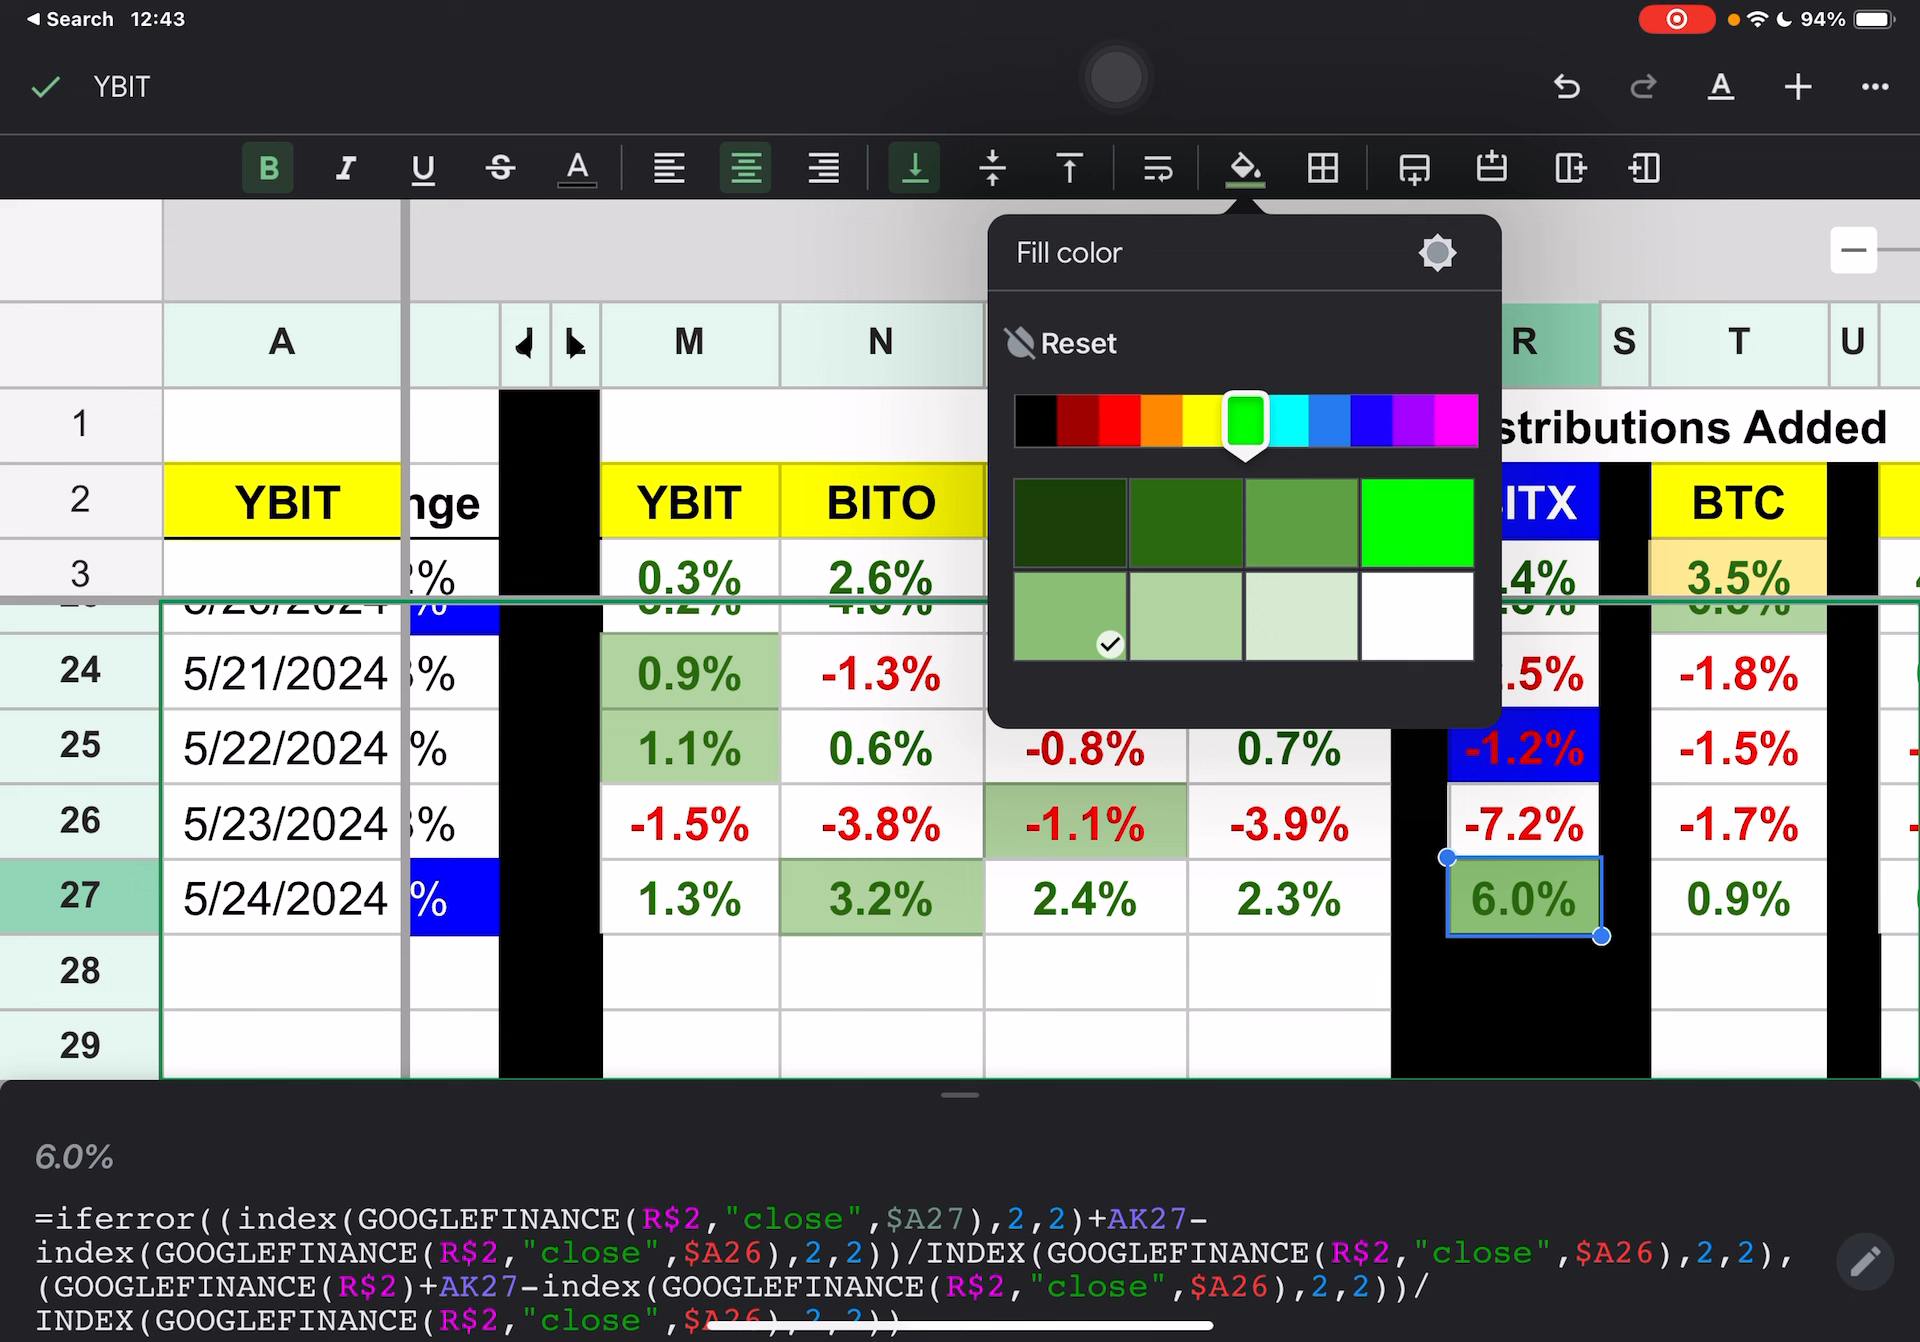 Search 12:43
94%
YBIT
B I U S A
Fill color
Reset
A M N R S T U
1 stributions Added
2 YBIT nge YBIT BITO ITX BTC
3 % 0.3% 2.6% .4% 3.5%
24 5/21/2024 % 0.9% -1.3% .5% -1.8%
25 5/22/2024 % 1.1% 0.6% -0.8% 0.7% -1.2% -1.5%
26 5/23/2024 % -1.5% -3.8% -1.1% -3.9% -7.2% -1.7%
27 5/24/2024 % 1.3% 3.2% 2.4% 2.3% 6.0% 0.9%
28
29
6.0%
=iferror((index(GOOGLEFINANCE(R$2,"close",$A27),2,2)+AK27-
index(GOOGLEFINANCE(R$2,"close",$A26),2,2))/INDEX(GOOGLEFINANCE(R$2,"close",$A26),2,2),
(GOOGLEFINANCE(R$2)+AK27-index(GOOGLEFINANCE(R$2,"close",$A26),2,2))/
INDEX(GOOGLEFINANCE(R$2,"close",$A26),2,2))